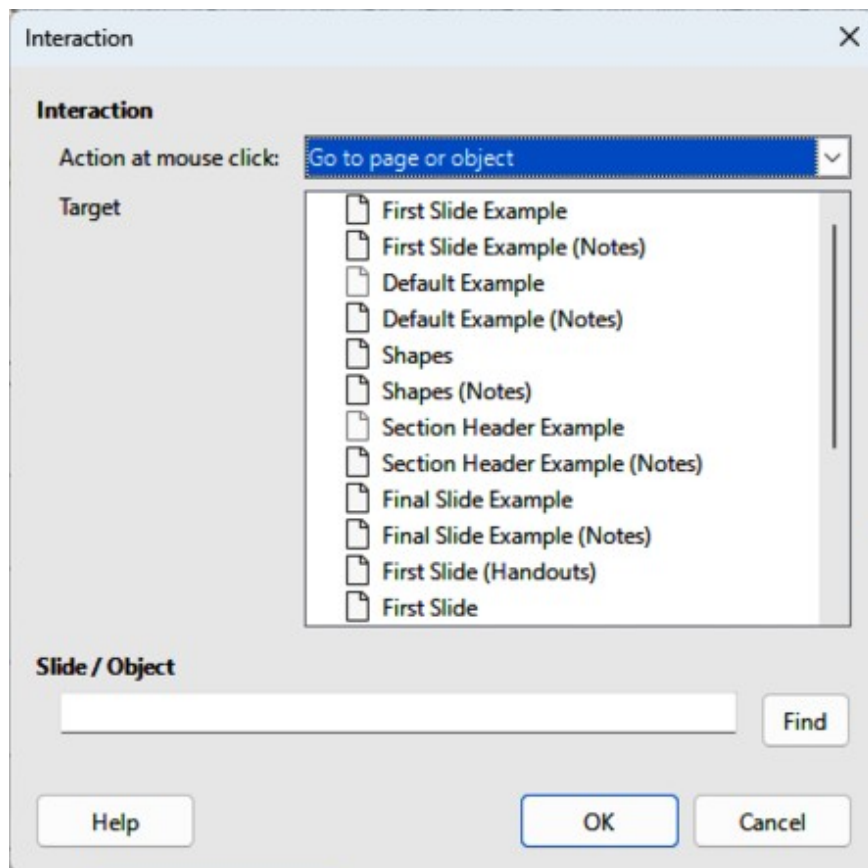 Interaction
Interaction
Action at mouse click: Go to page or object
Target
First Slide Example
First Slide Example (Notes)
Default Example
Default Example (Notes)
Shapes
Shapes (Notes)
Section Header Example
Section Header Example (Notes)
Final Slide Example
Final Slide Example (Notes)
First Slide (Handouts)
First Slide
Slide / Object
Find
Help OK Cancel